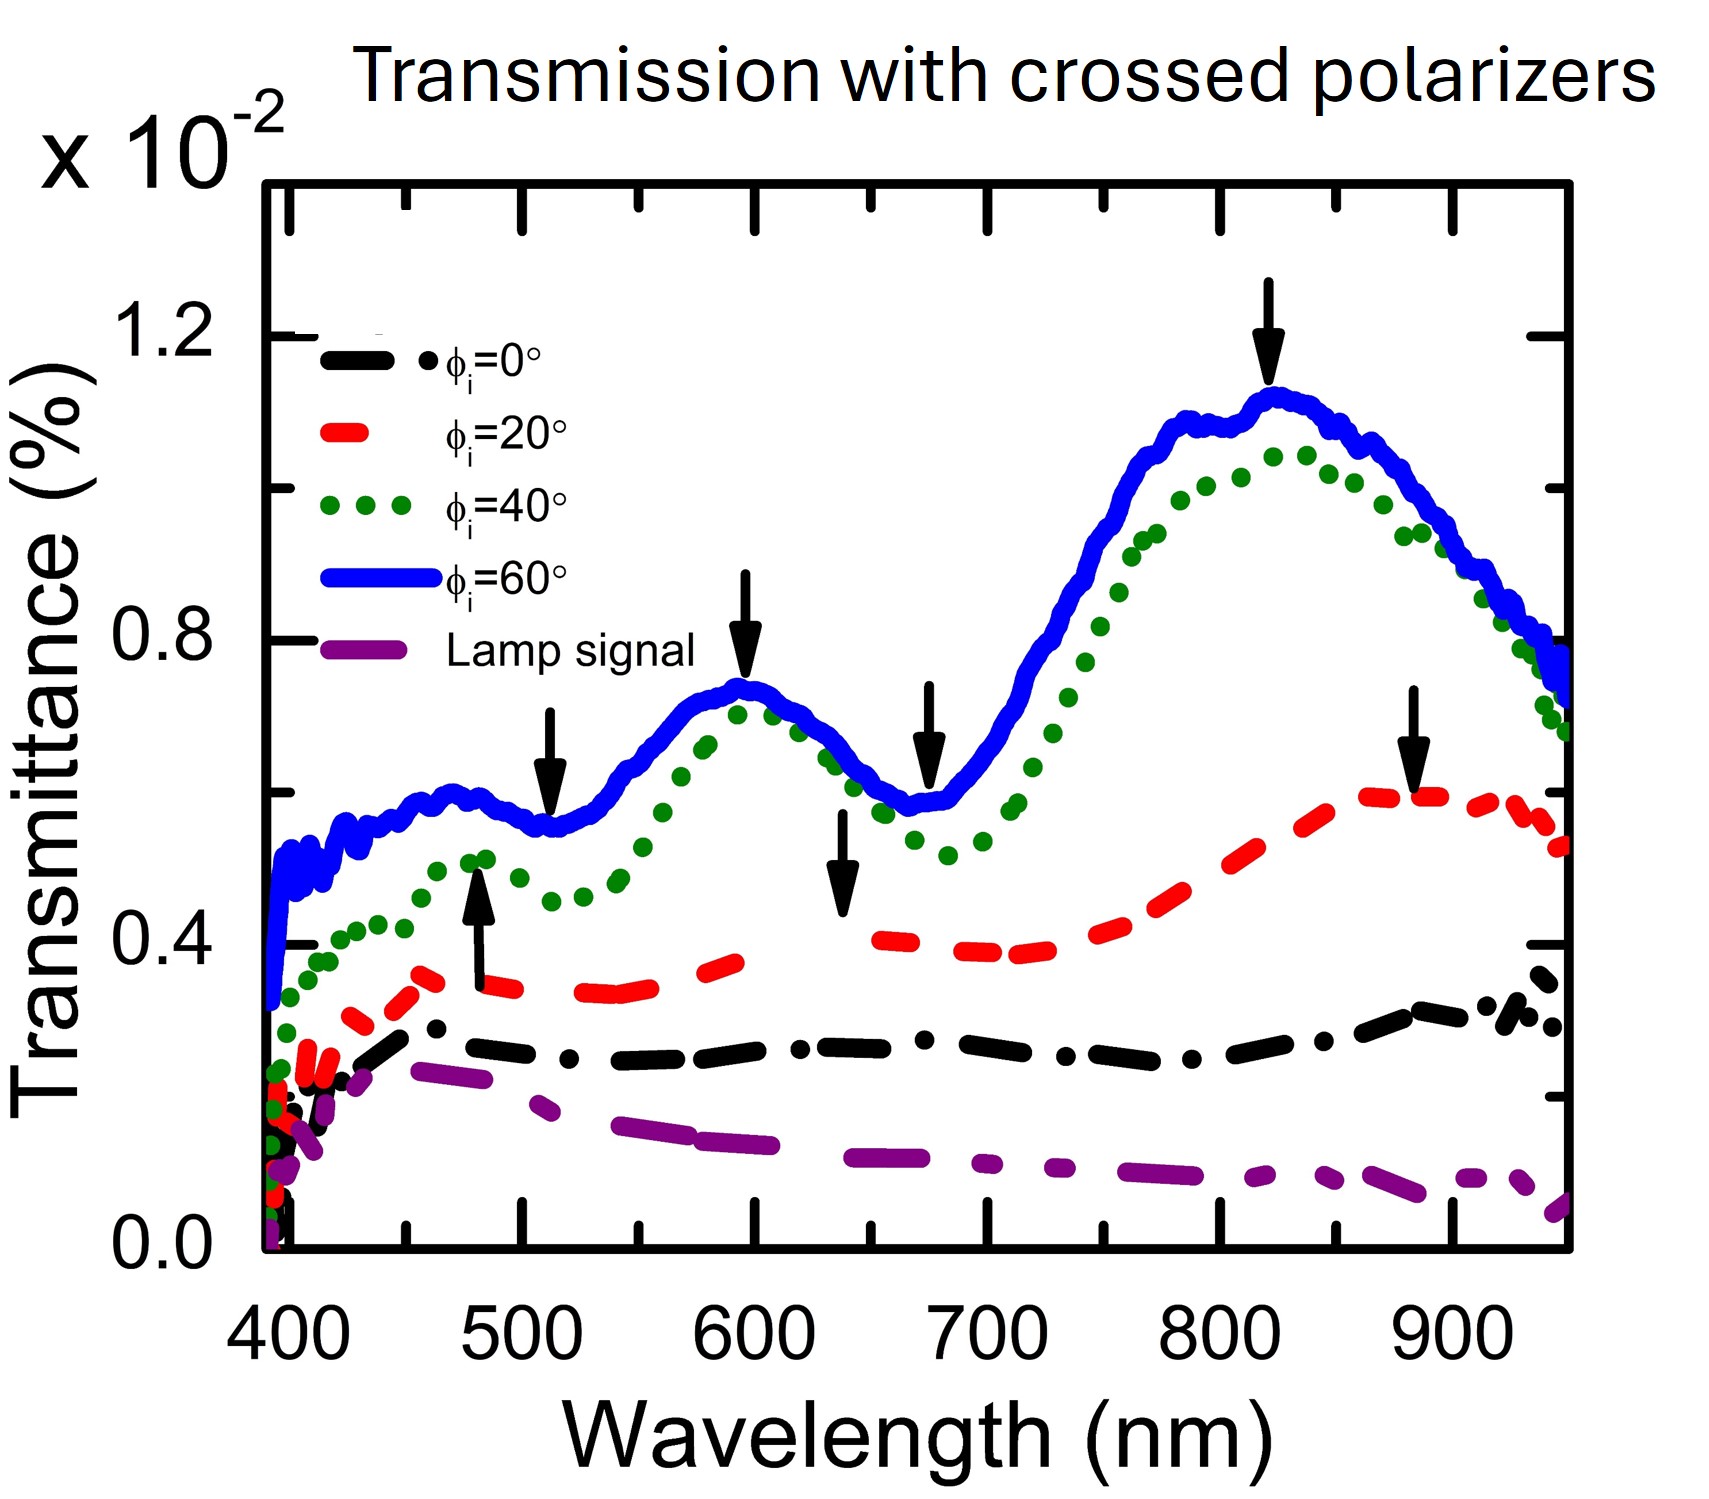 Transmission with crossed polarizers
x 10⁻²
Transmittance (%)
1.2
0.8
0.4
0.0
ϕᵢ=0°
ϕᵢ=20°
ϕᵢ=40°
ϕᵢ=60°
Lamp signal
400 500 600 700 800 900
Wavelength (nm)